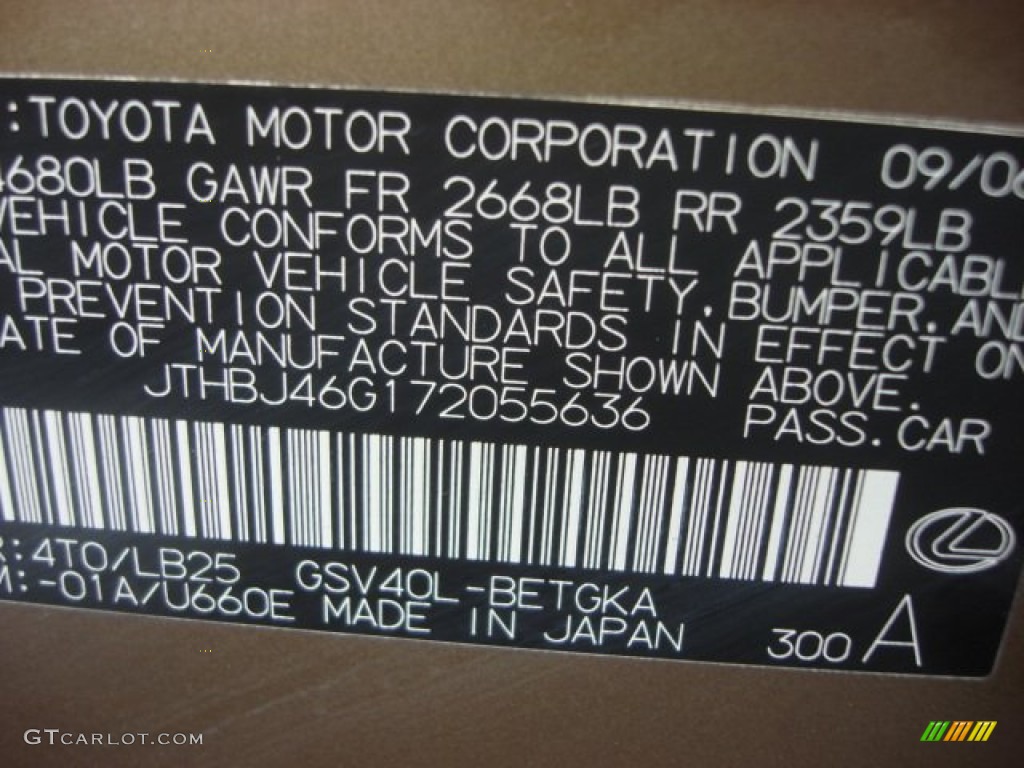 :TOYOTA MOTOR CORPORATION 09/06
4680LB GAWR FR 2668LB RR 2359LB
VEHICLE CONFORMS TO ALL APPLICABLE
AL MOTOR VEHICLE SAFETY, BUMPER, AND
PREVENTION STANDARDS IN EFFECT ON
ATE OF MANUFACTURE SHOWN ABOVE.
JTHBJ46G172055636 PASS. CAR
R:4T0/LB25 GSV40L-BETGKA
M:-01A/U660E MADE IN JAPAN 300 A
GTCARLOT.COM